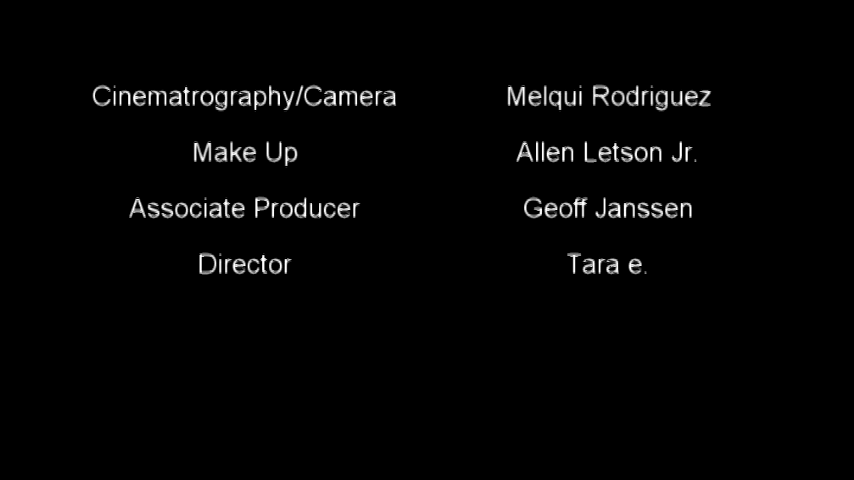 Cinematrography/Camera Melqui Rodriguez
Make Up Allen Letson Jr.
Associate Producer Geoff Janssen
Director Tara e.